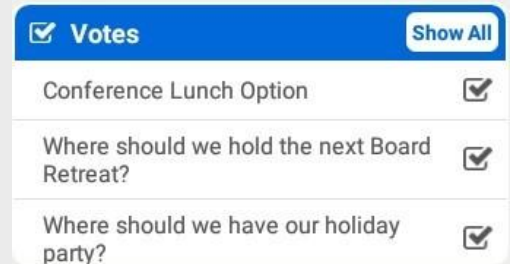 Votes
Show All
Conference Lunch Option
Where should we hold the next Board
Retreat?
Where should we have our holiday
party?